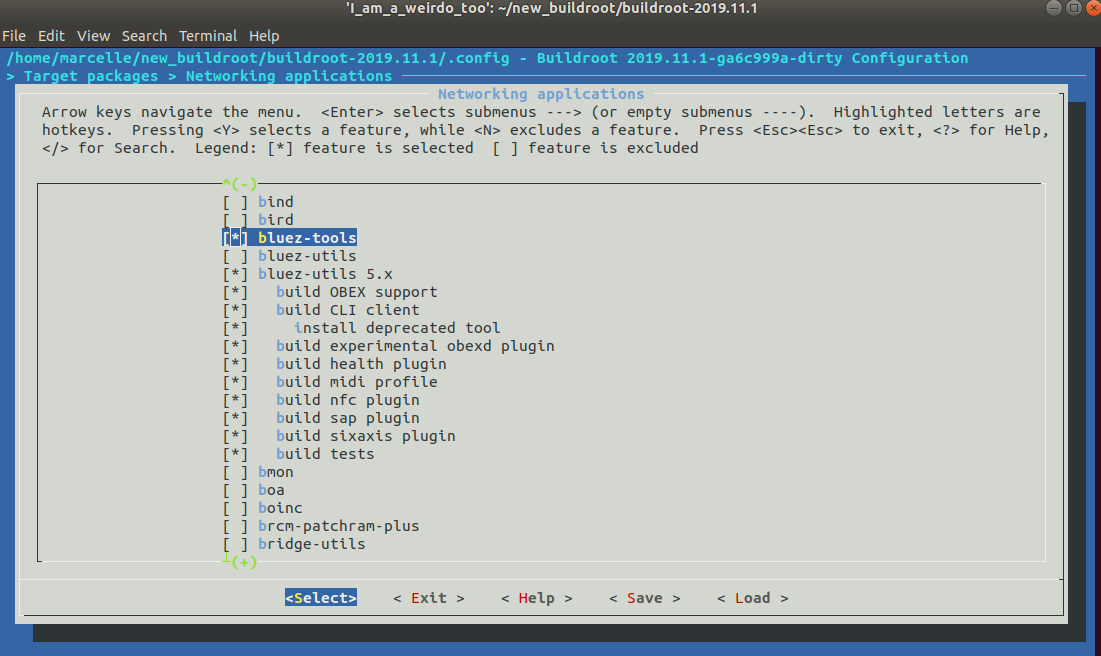 'I_am_a_weirdo_too': ~/new_buildroot/buildroot-2019.11.1
File Edit View Search Terminal Help
/home/marcelle/new_buildroot/buildroot-2019.11.1/.config - Buildroot 2019.11.1-ga6c999a-dirty Configuration
> Target packages > Networking applications
Networking applications
Arrow keys navigate the menu. <Enter> selects submenus ---> (or empty submenus ----). Highlighted letters are
hotkeys. Pressing <Y> selects a feature, while <N> excludes a feature. Press <Esc><Esc> to exit, <?> for Help,
</> for Search. Legend: [*] feature is selected [ ] feature is excluded
^(-)
[ ] bind
[ ] bird
[*] bluez-tools
[ ] bluez-utils
[*] bluez-utils 5.x
[*] build OBEX support
[*] build CLI client
[*] install deprecated tool
[*] build experimental obexd plugin
[*] build health plugin
[*] build midi profile
[*] build nfc plugin
[*] build sap plugin
[*] build sixaxis plugin
[*] build tests
[ ] bmon
[ ] boa
[ ] boinc
[ ] brcm-patchram-plus
[ ] bridge-utils
┴(+)
<Select> < Exit > < Help > < Save > < Load >